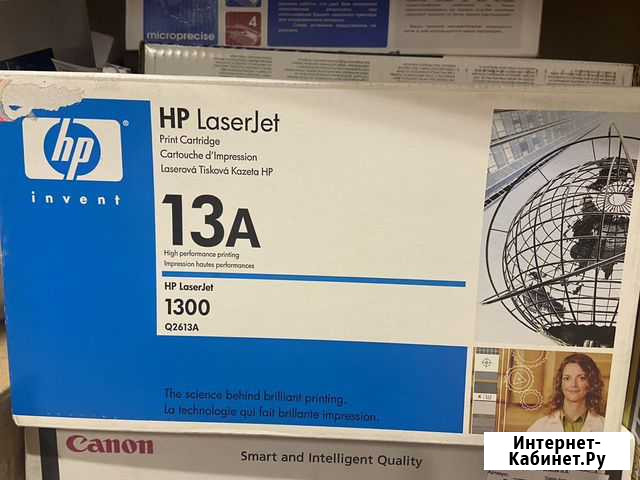 microprecise
4
hp
®
invent
HP LaserJet
Print Cartridge
Cartouche d'Impression
Laserová Tisková Kazeta HP
13A
High performance printing
Impression hautes performances
HP LaserJet
1300
Q2613A
The science behind brilliant printing.
La technologie qui fait brillante impression.
Canon
Smart and Intelligent Quality
Интернет-
Кабинет.Ру